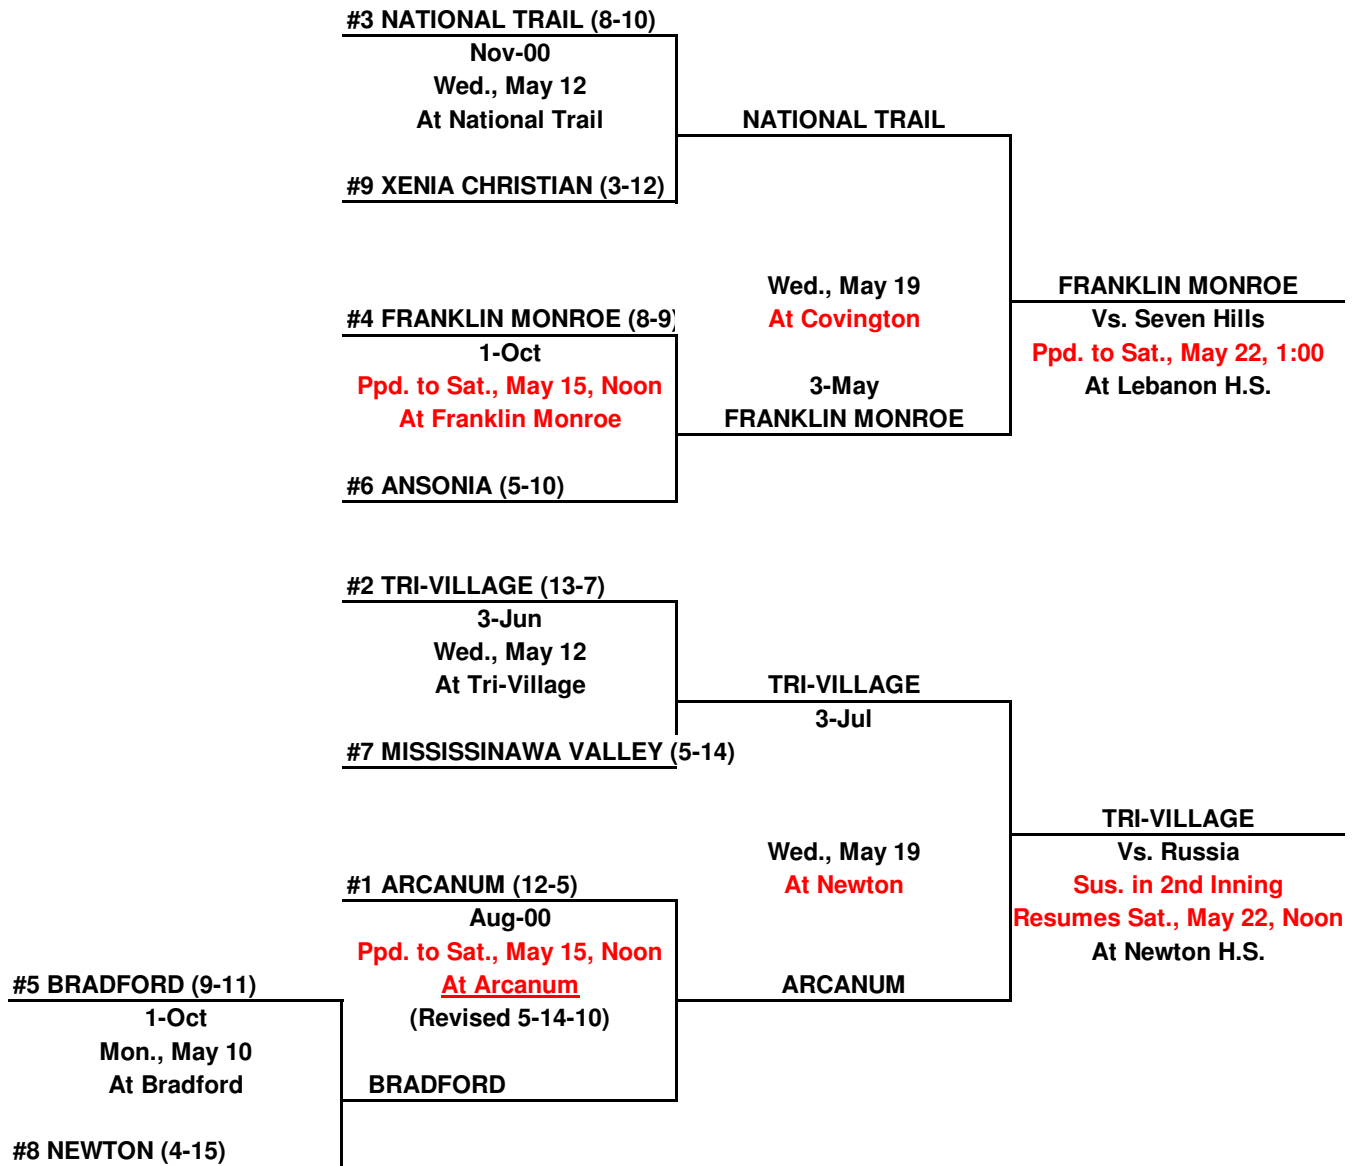 #3 NATIONAL TRAIL (8-10)
Nov-00
Wed., May 12
At National Trail
NATIONAL TRAIL
#9 XENIA CHRISTIAN (3-12)
Wed., May 19
At Covington
FRANKLIN MONROE
Vs. Seven Hills
Ppd. to Sat., May 22, 1:00
At Lebanon H.S.
#4 FRANKLIN MONROE (8-9)
1-Oct
Ppd. to Sat., May 15, Noon
At Franklin Monroe
3-May
FRANKLIN MONROE
#6 ANSONIA (5-10)
#2 TRI-VILLAGE (13-7)
3-Jun
Wed., May 12
At Tri-Village
TRI-VILLAGE
3-Jul
#7 MISSISSINAWA VALLEY (5-14)
Wed., May 19
At Newton
TRI-VILLAGE
Vs. Russia
Sus. in 2nd Inning
Resumes Sat., May 22, Noon
At Newton H.S.
#1 ARCANUM (12-5)
Aug-00
Ppd. to Sat., May 15, Noon
At Arcanum
(Revised 5-14-10)
ARCANUM
#5 BRADFORD (9-11)
1-Oct
Mon., May 10
At Bradford
BRADFORD
#8 NEWTON (4-15)